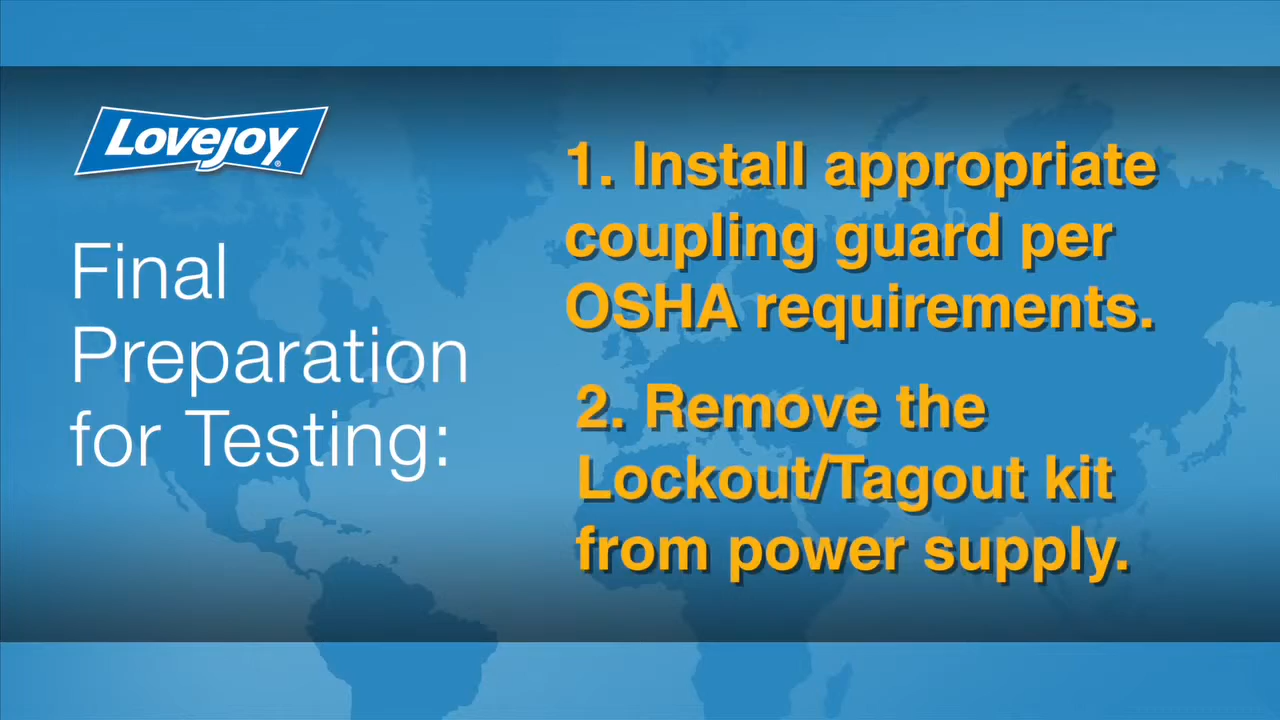 Lovejoy®
Final
Preparation
for Testing:
1. Install appropriate
coupling guard per
OSHA requirements.
2. Remove the
Lockout/Tagout kit
from power supply.